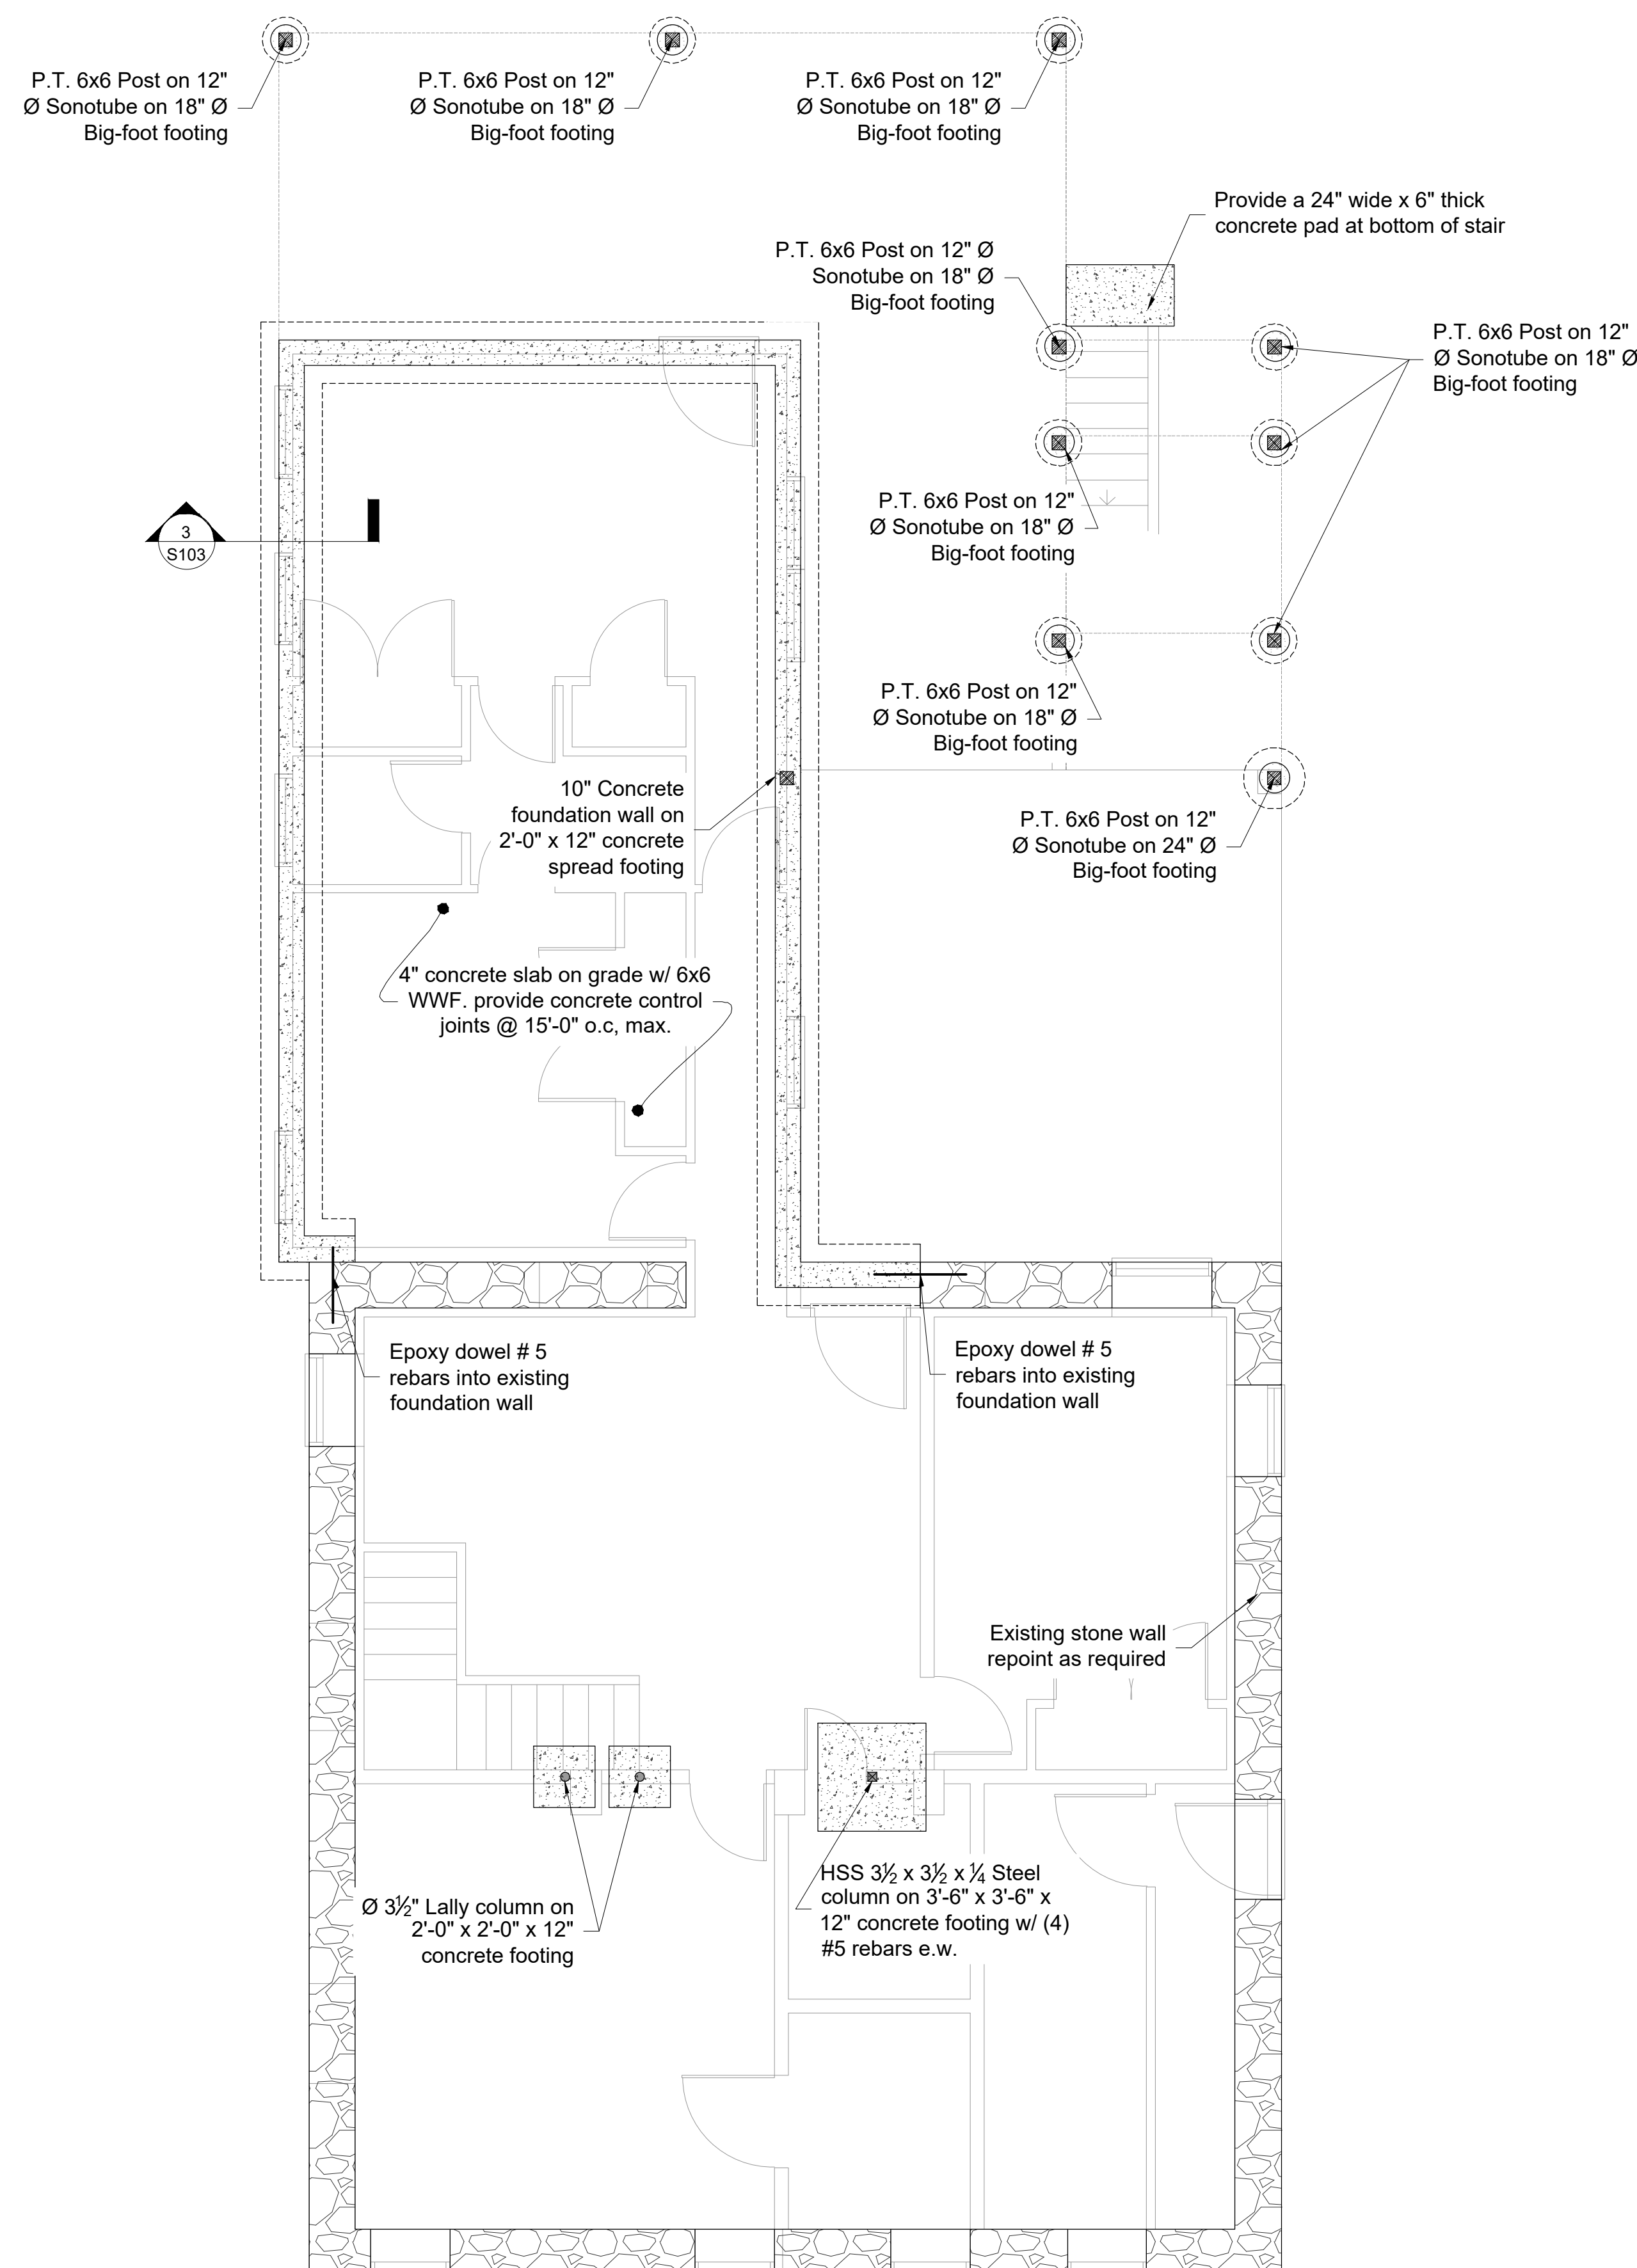 P.T. 6x6 Post on 12"
Ø Sonotube on 18" Ø
Big-foot footing
P.T. 6x6 Post on 12"
Ø Sonotube on 18" Ø
Big-foot footing
P.T. 6x6 Post on 12"
Ø Sonotube on 18" Ø
Big-foot footing
Provide a 24" wide x 6" thick
concrete pad at bottom of stair
P.T. 6x6 Post on 12" Ø
Sonotube on 18" Ø
Big-foot footing
P.T. 6x6 Post on 12"
Ø Sonotube on 18" Ø
Big-foot footing
3
S103
P.T. 6x6 Post on 12"
Ø Sonotube on 18" Ø
Big-foot footing
P.T. 6x6 Post on 12"
Ø Sonotube on 18" Ø
Big-foot footing
10" Concrete
foundation wall on
2'-0" x 12" concrete
spread footing
P.T. 6x6 Post on 12"
Ø Sonotube on 24" Ø
Big-foot footing
4" concrete slab on grade w/ 6x6
WWF. provide concrete control
joints @ 15'-0" o.c, max.
Epoxy dowel # 5
rebars into existing
foundation wall
Epoxy dowel # 5
rebars into existing
foundation wall
Existing stone wall
repoint as required
Ø 3½" Lally column on
2'-0" x 2'-0" x 12"
concrete footing
HSS 3½ x 3½ x ¼ Steel
column on 3'-6" x 3'-6" x
12" concrete footing w/ (4)
#5 rebars e.w.